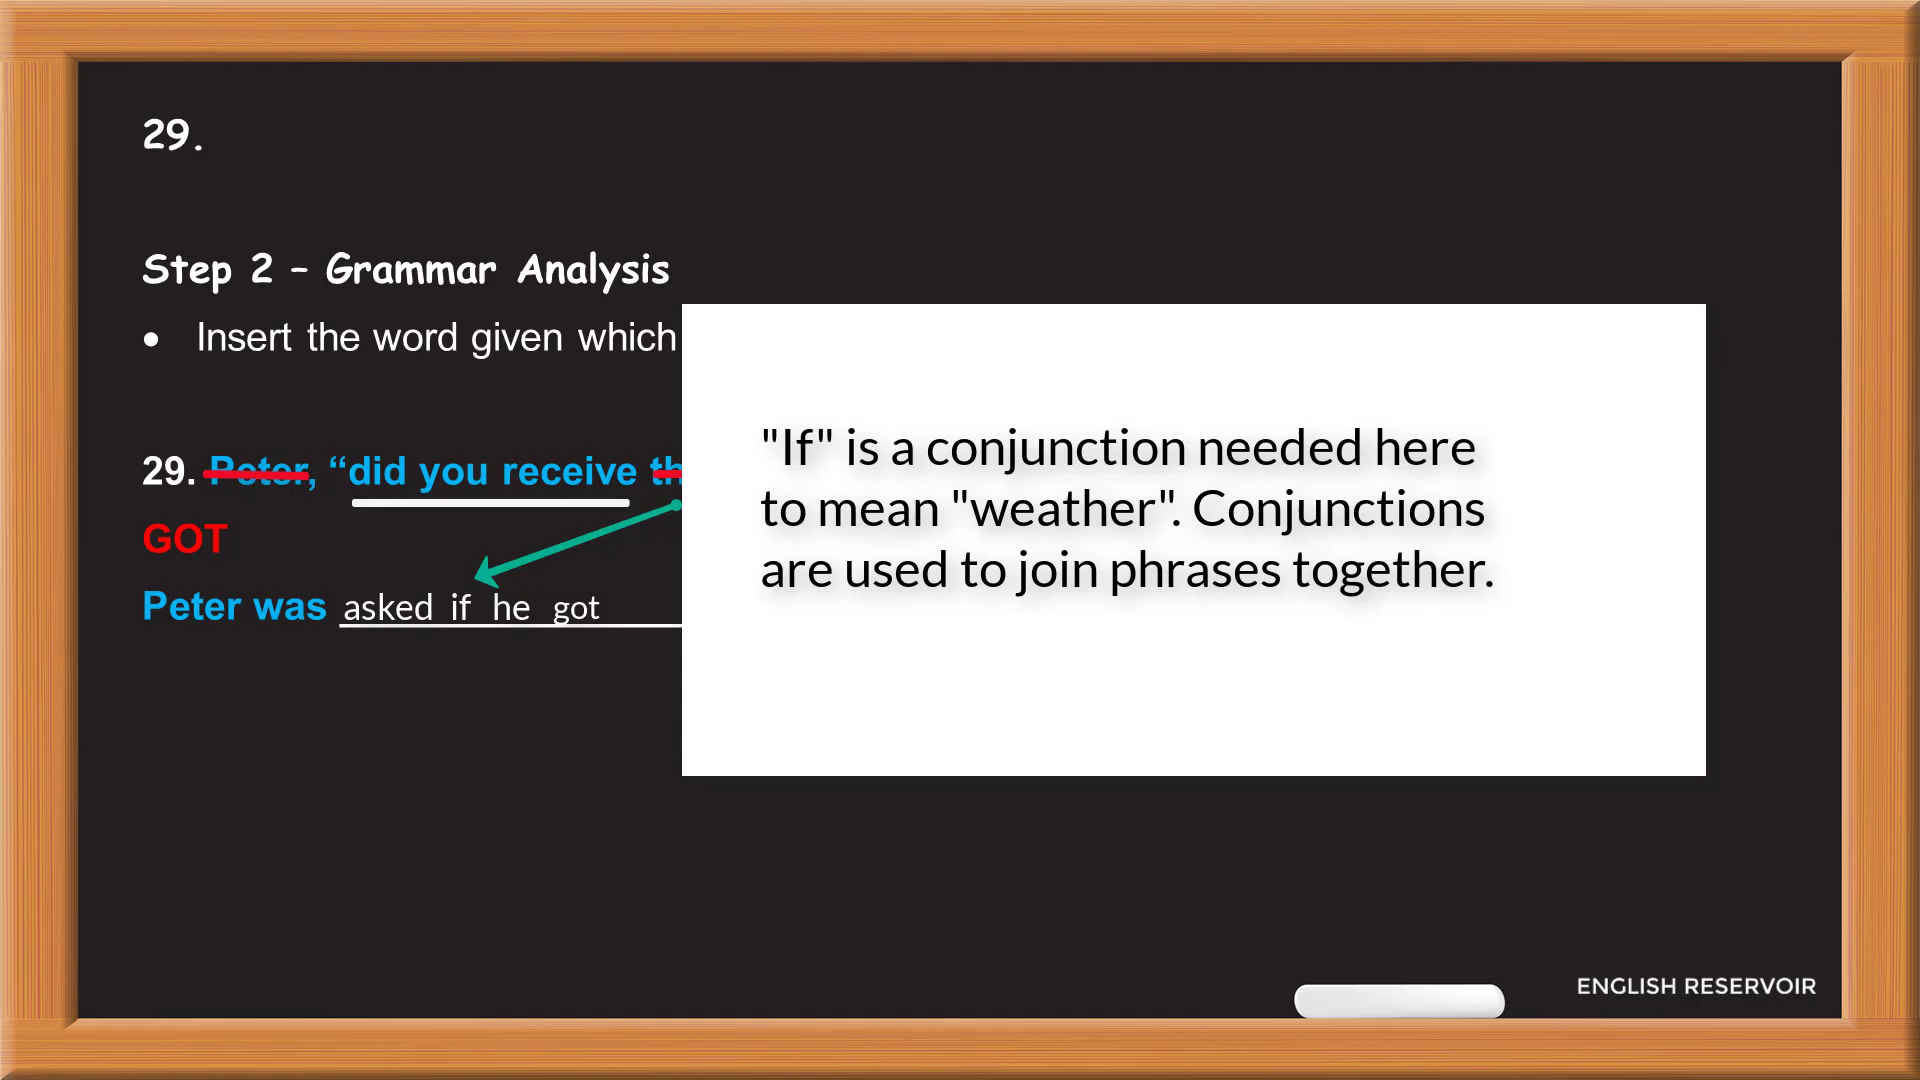 29.
Step 2 – Grammar Analysis
• Insert the word given which
"If" is a conjunction needed here
to mean "weather". Conjunctions
are used to join phrases together.
29. Peter, “did you receive th
GOT
Peter was asked if he got
ENGLISH RESERVOIR